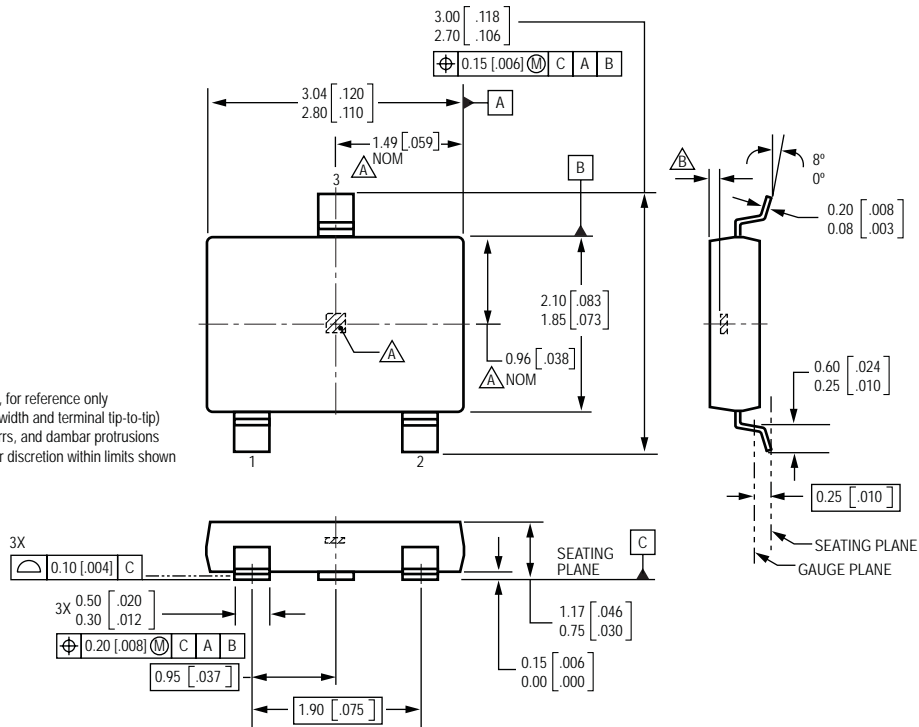 3.00 [.118
2.70 [.106
⌖ 0.15 [.006] Ⓜ C A B
3.04 [.120]
2.80 [.110]
A
1.49 [.059]
A NOM
3
B
B
8º
0º
0.20 [.008]
0.08 [.003]
2.10 [.083]
1.85 [.073]
A
0.96 [.038]
A NOM
0.60 [.024]
0.25 [.010]
, for reference only
width and terminal tip-to-tip)
rrs, and dambar protrusions
r discretion within limits shown
1
2
0.25 [.010]
SEATING PLANE
GAUGE PLANE
3X
⌓ 0.10 [.004] C
SEATING
PLANE
C
3X 0.50 [.020]
0.30 [.012]
⌖ 0.20 [.008] Ⓜ C A B
1.17 [.046]
0.75 [.030]
0.95 [.037]
0.15 [.006]
0.00 [.000]
1.90 [.075]